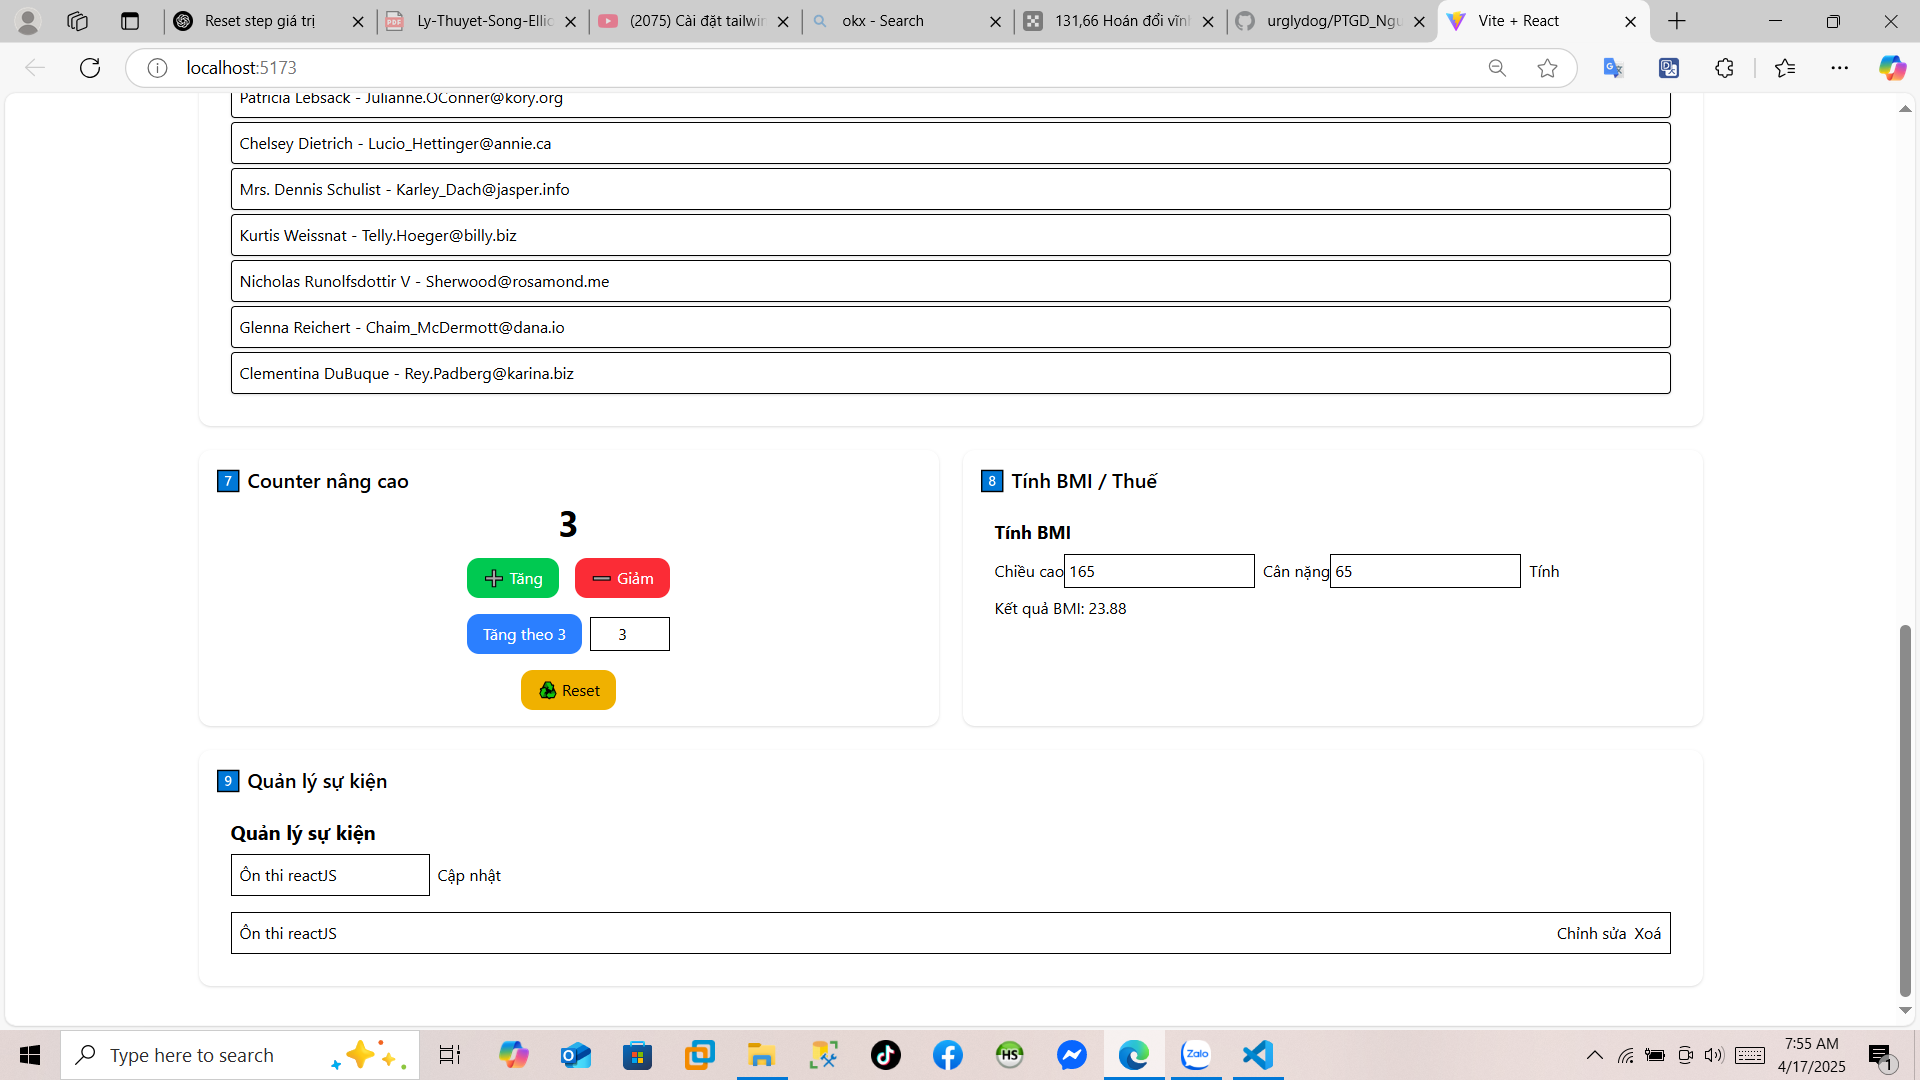 Reset step giá trị
Ly-Thuyet-Song-Ellio
(2075) Cài đặt tailwin
okx - Search
131,66 Hoán đổi vĩnh
urglydog/PTGD_Ngu
Vite + React
localhost:5173
Patricia Lebsack - Julianne.OConner@kory.org
Chelsey Dietrich - Lucio_Hettinger@annie.ca
Mrs. Dennis Schulist - Karley_Dach@jasper.info
Kurtis Weissnat - Telly.Hoeger@billy.biz
Nicholas Runolfsdottir V - Sherwood@rosamond.me
Glenna Reichert - Chaim_McDermott@dana.io
Clementina DuBuque - Rey.Padberg@karina.biz
7 Counter nâng cao
3
Tăng
Giảm
Tăng theo 3
3
Reset
8 Tính BMI / Thuế
Tính BMI
Chiều cao 165 Cân nặng 65 Tính
Kết quả BMI: 23.88
9 Quản lý sự kiện
Quản lý sự kiện
Ôn thi reactJS Cập nhật
Ôn thi reactJS Chỉnh sửa Xoá
Type here to search
HS
Zalo
7:55 AM
4/17/2025
1